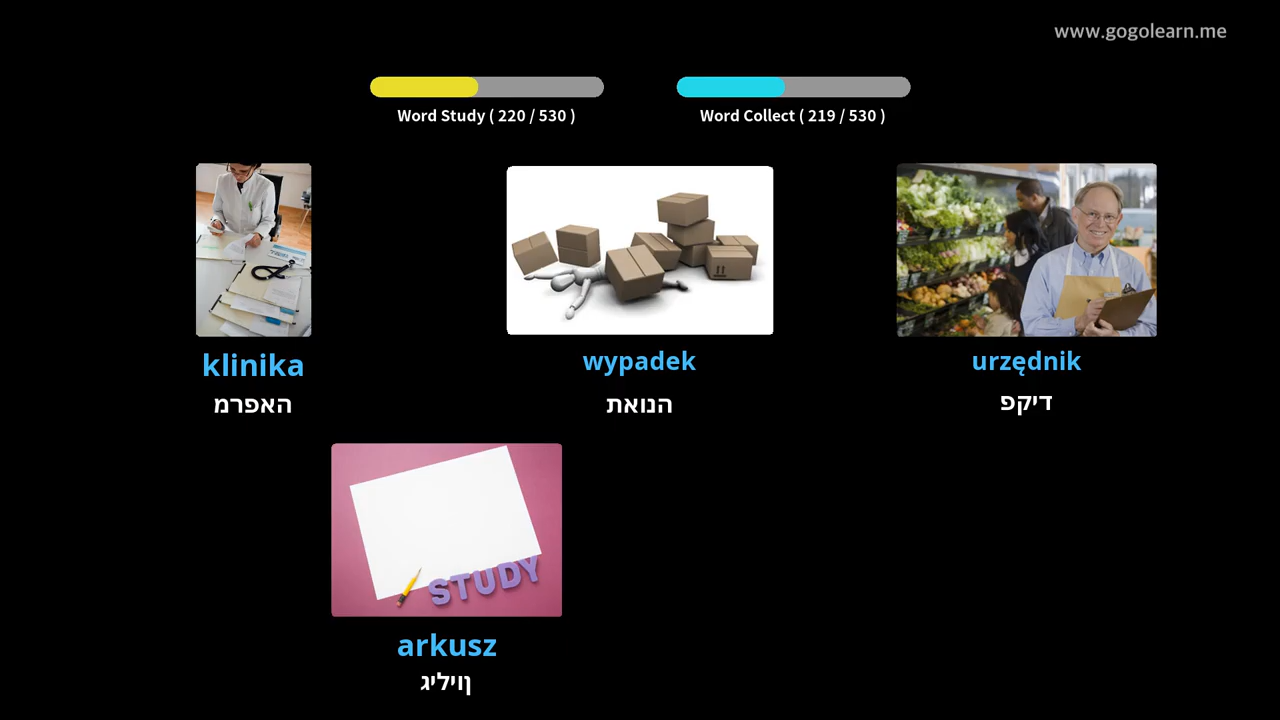 www.gogolearn.me
Word Study ( 220 / 530 )
Word Collect ( 219 / 530 )
klinika
האפרמ
wypadek
הנואת
urzędnik
דיקפ
STUDY
arkusz
ןויליג